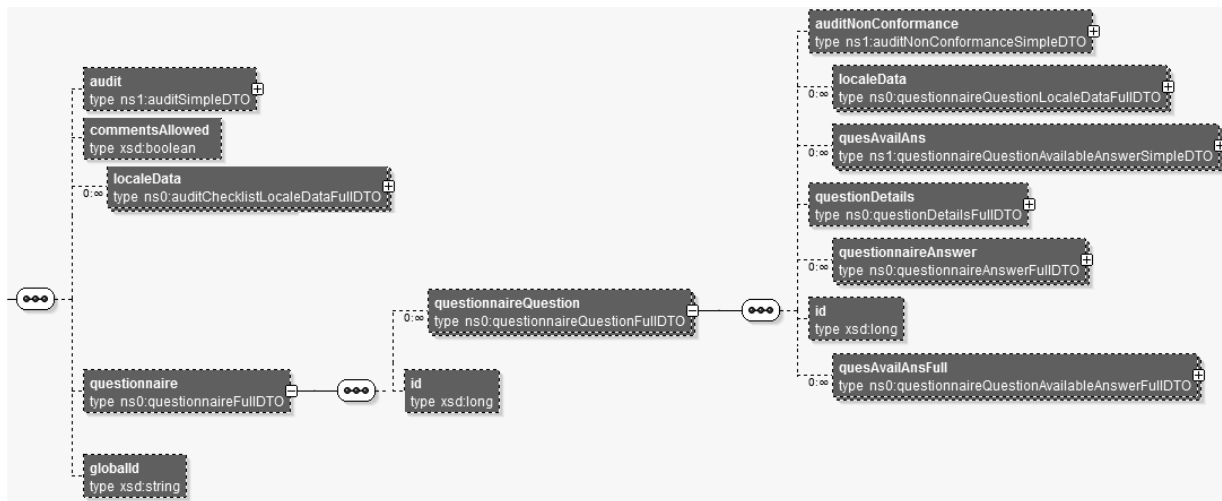 audit
type ns1:auditSimpleDTO
commentsAllowed
type xsd:boolean
localeData
type ns0:auditChecklistLocaleDataFullDTO
0:∞
questionnaire
type ns0:questionnaireFullDTO
globalId
type xsd:string
questionnaireQuestion
type ns0:questionnaireQuestionFullDTO
0:∞
id
type xsd:long
auditNonConformance
type ns1:auditNonConformanceSimpleDTO
localeData
type ns0:questionnaireQuestionLocaleDataFullDTO
0:∞
quesAvailAns
type ns1:questionnaireQuestionAvailableAnswerSimpleDTO
0:∞
questionDetails
type ns0:questionDetailsFullDTO
questionnaireAnswer
type ns0:questionnaireAnswerFullDTO
0:∞
id
type xsd:long
quesAvailAnsFull
type ns0:questionnaireQuestionAvailableAnswerFullDTO
0:∞